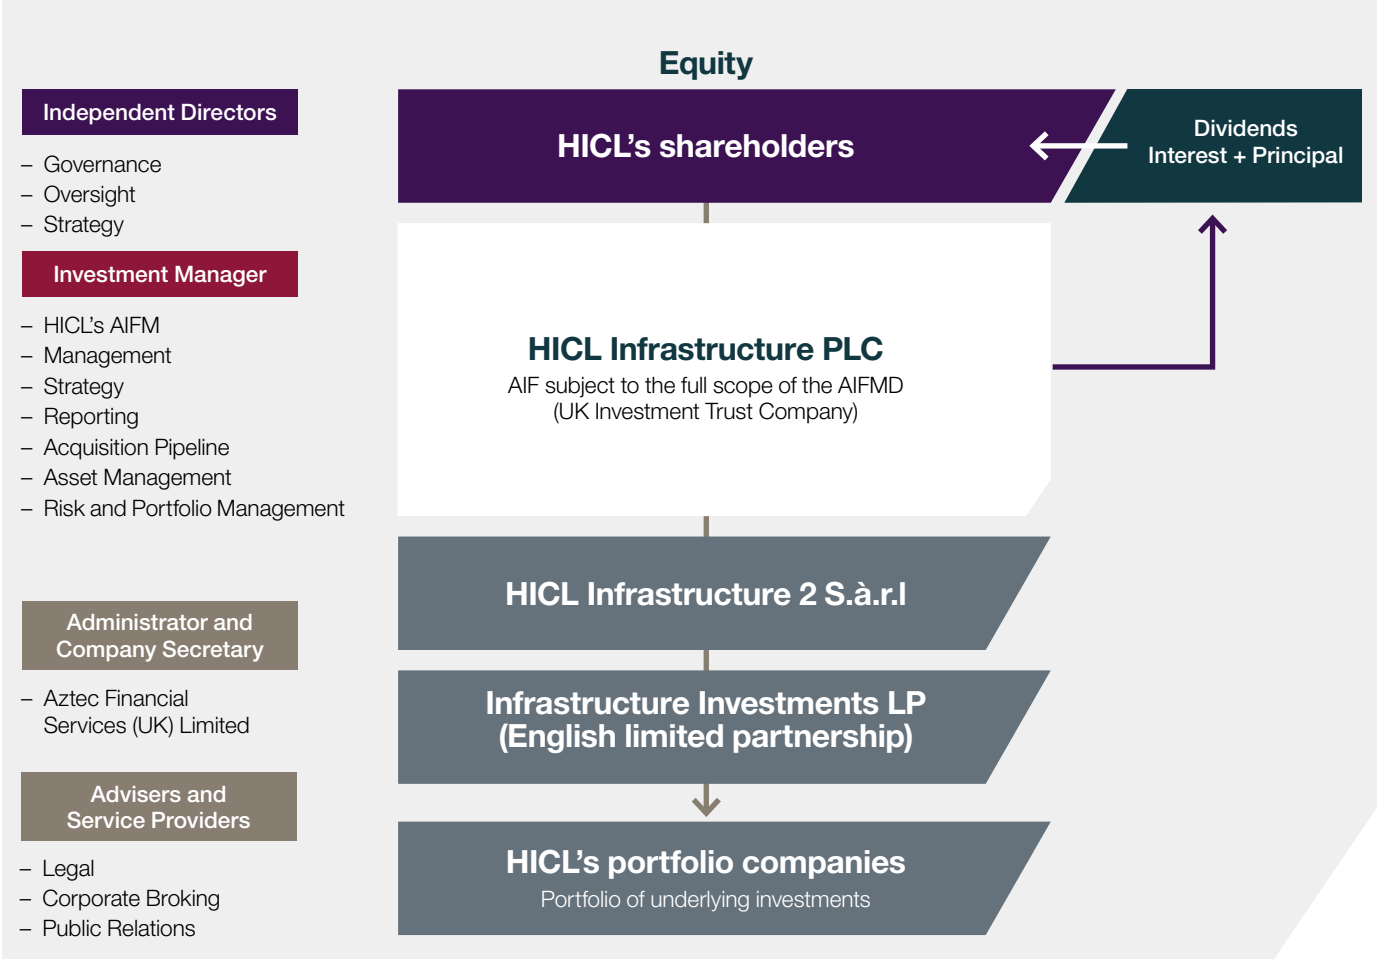 Equity
Independent Directors
– Governance
– Oversight
– Strategy
Investment Manager
– HICL’s AIFM
– Management
– Strategy
– Reporting
– Acquisition Pipeline
– Asset Management
– Risk and Portfolio Management
Administrator and
Company Secretary
– Aztec Financial
Services (UK) Limited
Advisers and
Service Providers
– Legal
– Corporate Broking
– Public Relations
HICL’s shareholders
Dividends
Interest + Principal
HICL Infrastructure PLC
AIF subject to the full scope of the AIFMD
(UK Investment Trust Company)
HICL Infrastructure 2 S.à.r.l
Infrastructure Investments LP
(English limited partnership)
HICL’s portfolio companies
Portfolio of underlying investments